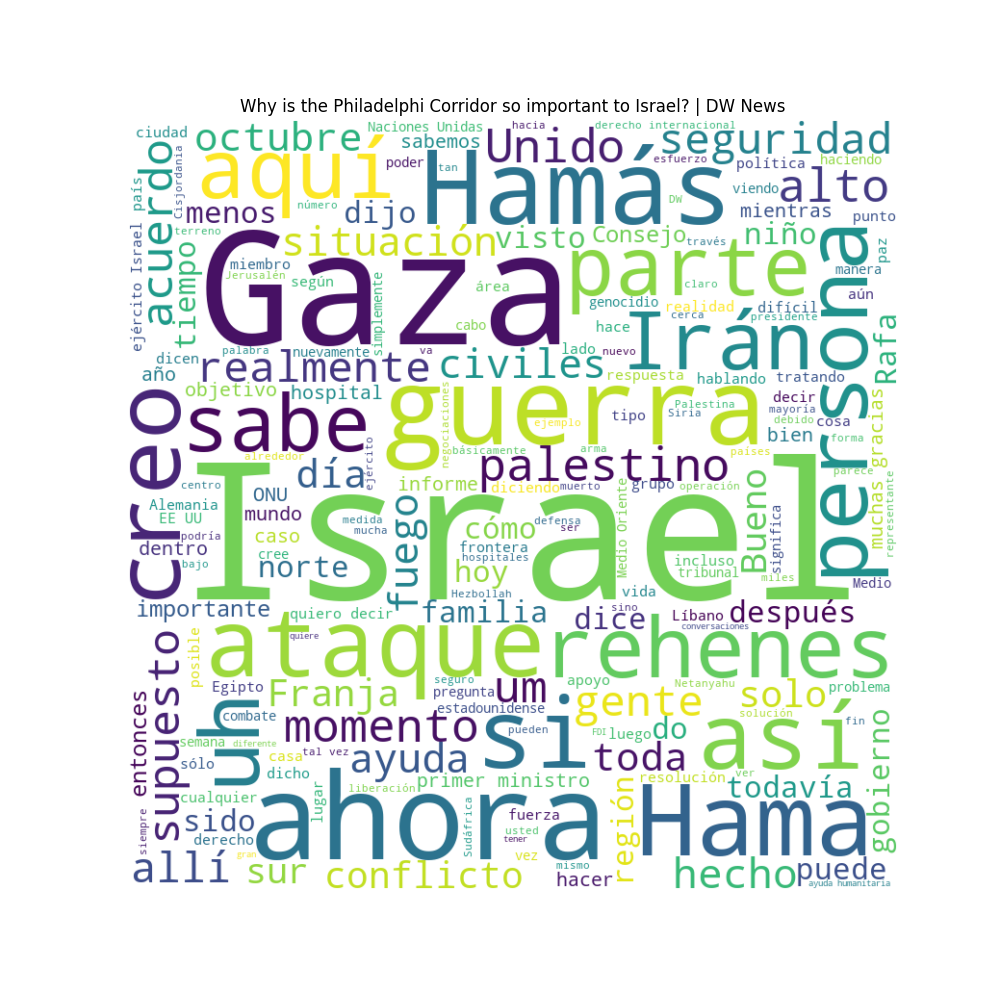 Why is the Philadelphi Corridor so important to Israel? | DW News
ciudad
octubre
Naciones Unidas
hacia
derecho internacional
sabemos
Unido
seguridad
aquí
poder
tan
Hamás
esfuerzo
política
haciendo
Cisjordania
país
acuerdo
menos
número
dijo
DW
viendo
alto
mientras
punto
terreno
situación
visto
Consejo
través
niño
persona
paz
ejército Israel
tiempo
Jerusalén
miembro
según
Gaza
simplemente
área
parte
claro
manera
aún
genocidio
realidad
difícil
cerca
presidente
cabo
hace
Irán
Rafa
dicen
palabra
nuevamente
va
lado
nuevo
año
realmente
civiles
respuesta
hablando
tratando
objetivo
hospital
creo
sabe
guerra
negociaciones
ejemplo
tipo
Palestina
Siria
decir
mayoría
debido
cosa
bien
forma
gracias
muchas
alrededor
ejército
básicamente
arma
países
parece
palestino
centro
día
informe
diciendo
muerto
grupo
operación
representante
Alemania
EE UU
ONU
mundo
Israel
fuego
cómo
defensa
ser
Medio Oriente
Bueno
significa
podría
medida
mucha
caso
dentro
cree
frontera
hospitales
incluso
tribunal
bajo
norte
hoy
miles
Medio
importante
quiero decir
Hezbollah
familia
vida
sino
dice
Líbano
después
conversaciones
supuesto
posible
quiere
ataque
rehenes
Egipto
Franja
seguro
pregunta
um
apoyo
Netanyahu
gente
solo
problema
entonces
uh
combate
estadounidense
momento
si
pueden
FDI
luego
do
solución
así
fin
gobierno
semana
diferente
sólo
casa
tal vez
ayuda
toda
ver
dicho
cualquier
lugar
liberación
primer ministro
región
resolución
todavía
siempre
sido
derecho
ahora
Sudáfrica
fuerza
usted
tener
Hama
allí
gran
sur
conflicto
vez
mismo
hacer
hecho
puede
ayuda humanitaria